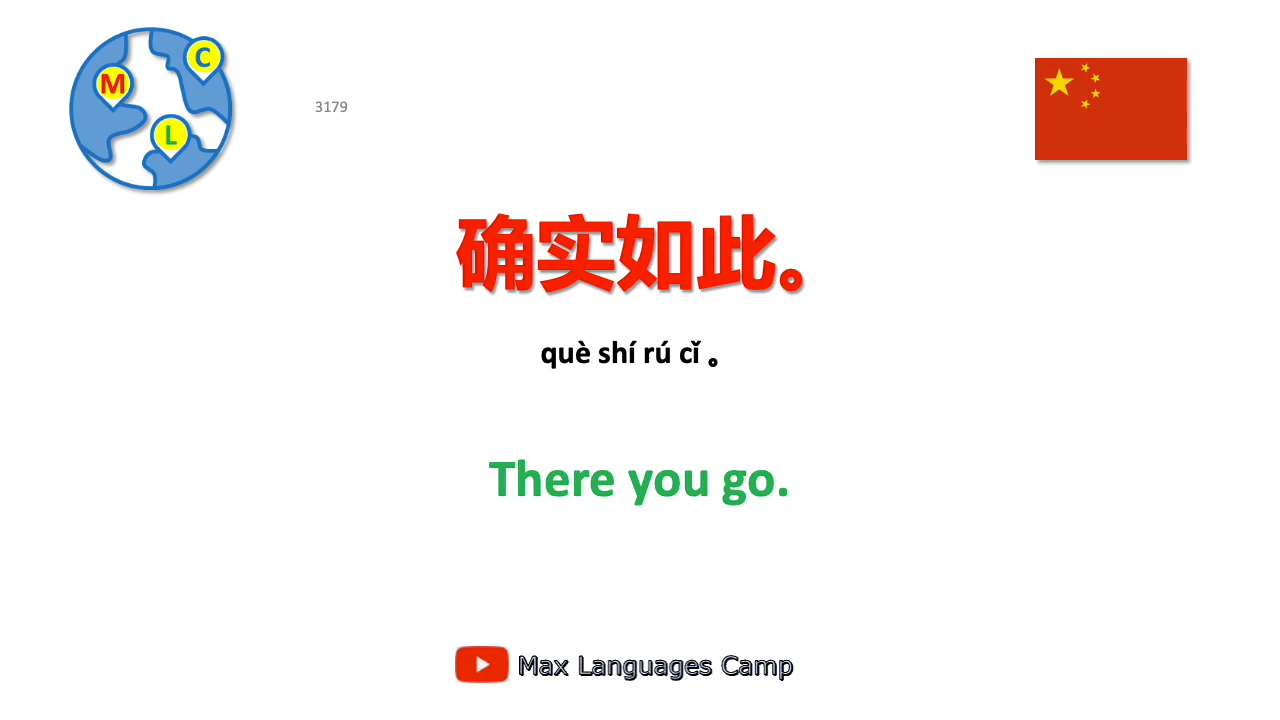 M
C
L
3179
确实如此。
què shí rú cǐ 。
There you go.
Max Languages Camp